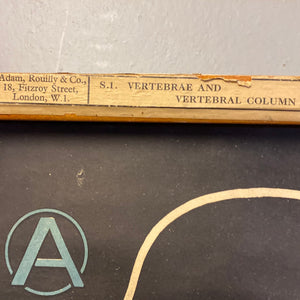 Adam, Rouilly & Co.,
18, Fitzroy Street,
London, W.1.
S.1. VERTEBRAE AND
VERTEBRAL COLUMN
A